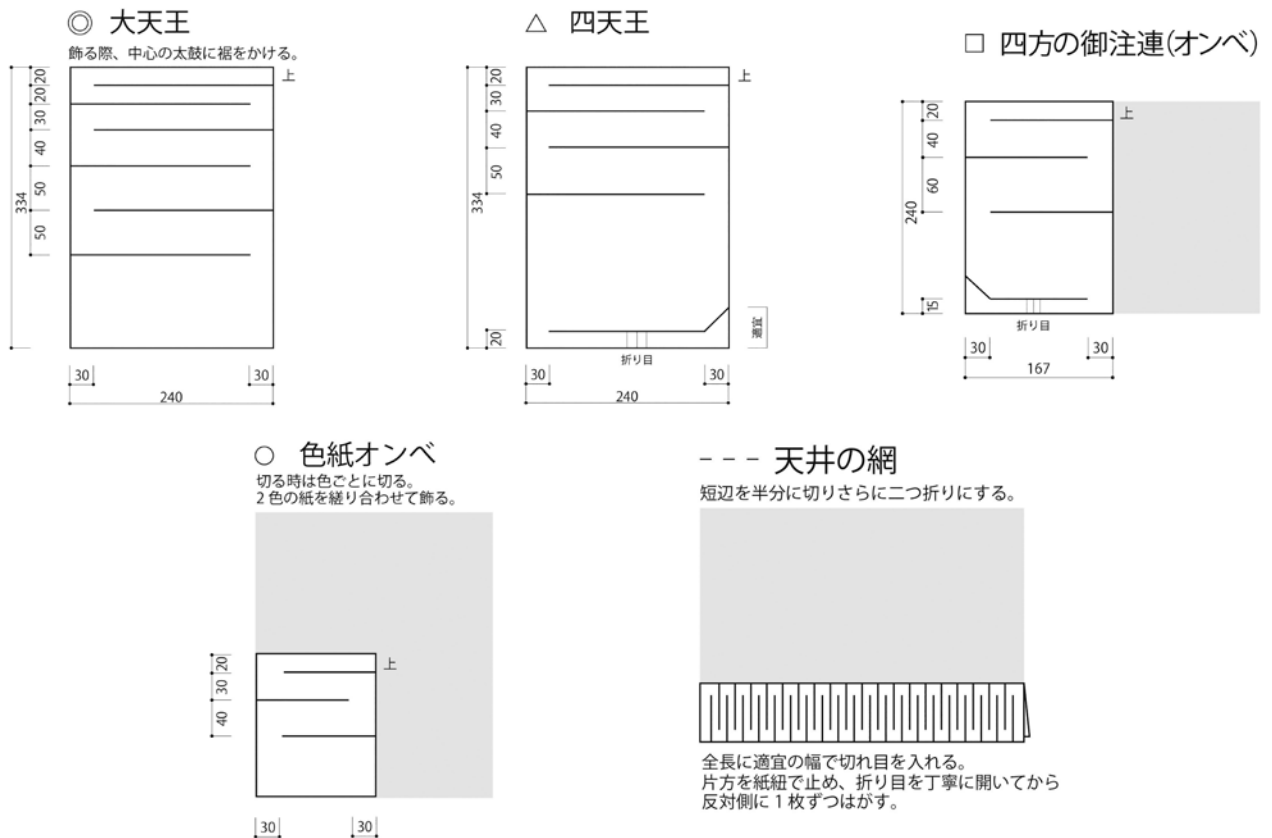 ◎ 大天王
飾る際、中心の太鼓に裾をかける。
上
20
20
30
40
50
50
334
30
30
240
△ 四天王
上
20
30
40
50
334
20
適宜
折り目
30
30
240
□ 四方の御注連(オンベ)
上
20
40
60
240
15
折り目
30
30
167
○ 色紙オンベ
切る時は色ごとに切る。
2色の紙を縒り合わせて飾る。
上
20
30
40
30
30
--- 天井の網
短辺を半分に切りさらに二つ折りにする。
全長に適宜の幅で切れ目を入れる。
片方を紙紐で止め、折り目を丁寧に開いてから
反対側に1枚ずつはがす。